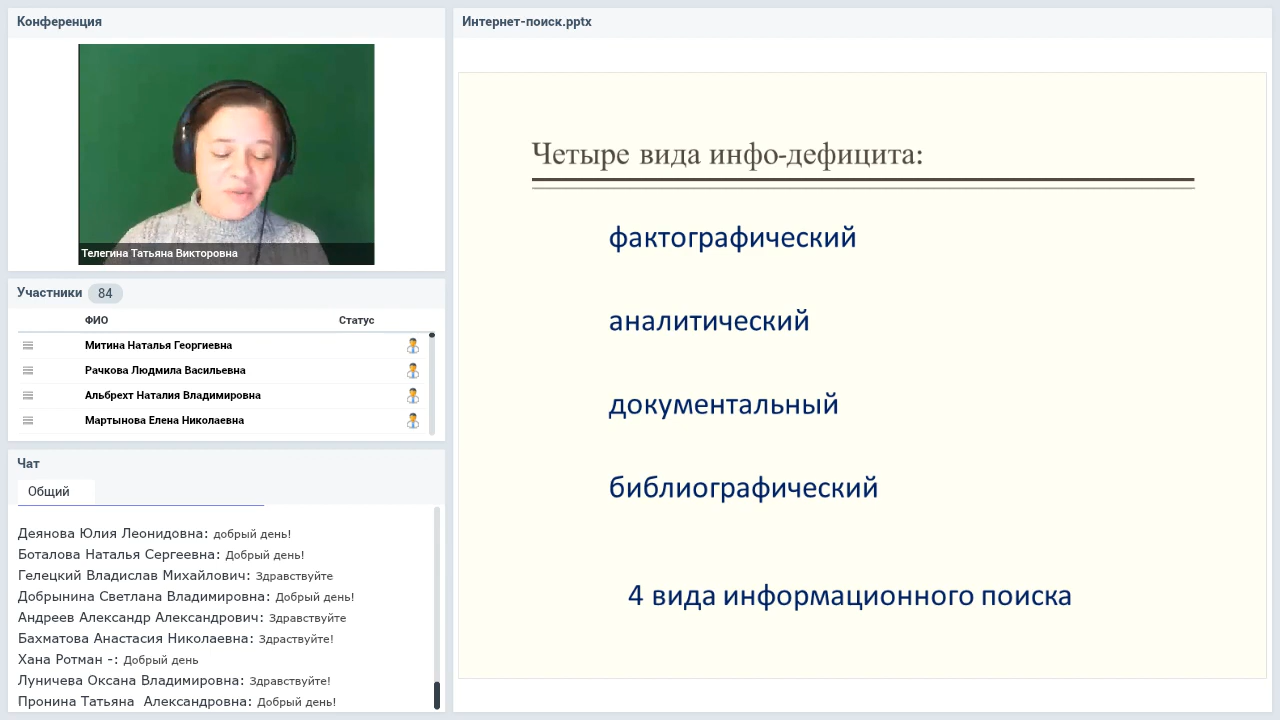 Конференция
Телегина Татьяна Викторовна
Участники 84
ФИО Статус
Митина Наталья Георгиевна
Рачкова Людмила Васильевна
Альбрехт Наталия Владимировна
Мартынова Елена Николаевна
Чат
Общий
Деянова Юлия Леонидовна: добрый день!
Боталова Наталья Сергеевна: Добрый день!
Гелецкий Владислав Михайлович: Здравствуйте
Добрынина Светлана Владимировна: Добрый день!
Андреев Александр Александрович: Здравствуйте
Бахматова Анастасия Николаевна: Здраствуйте!
Хана Ротман -: Добрый день
Луничева Оксана Владимировна: Здравствуйте!
Пронина Татьяна Александровна: Добрый день!
Интернет-поиск.pptx
Четыре вида инфо-дефицита:
фактографический
аналитический
документальный
библиографический
4 вида информационного поиска